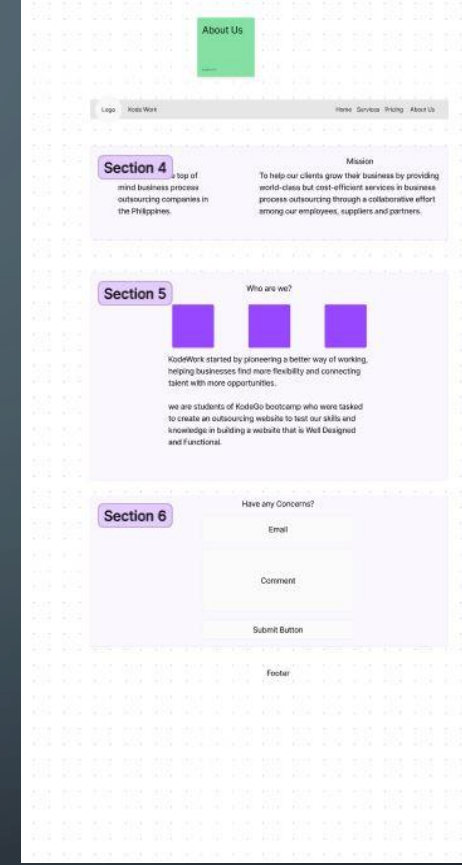 About Us
Logo Kode Work Home Services Pricing About Us
Section 4
top of
mind business process
outsourcing companies in
the Philippines.
Mission
To help our clients grow their business by providing
world-class but cost-efficient services in business
process outsourcing through a collaborative effort
among our employees, suppliers and partners.
Section 5
Who are we?
KodeWork started by pioneering a better way of working,
helping businesses find more flexibility and connecting
talent with more opportunities.
we are students of KodeGo bootcamp who were tasked
to create an outsourcing website to test our skills and
knowledge in building a website that is Well Designed
and Functional.
Section 6
Have any Concerns?
Email
Comment
Submit Button
Footer